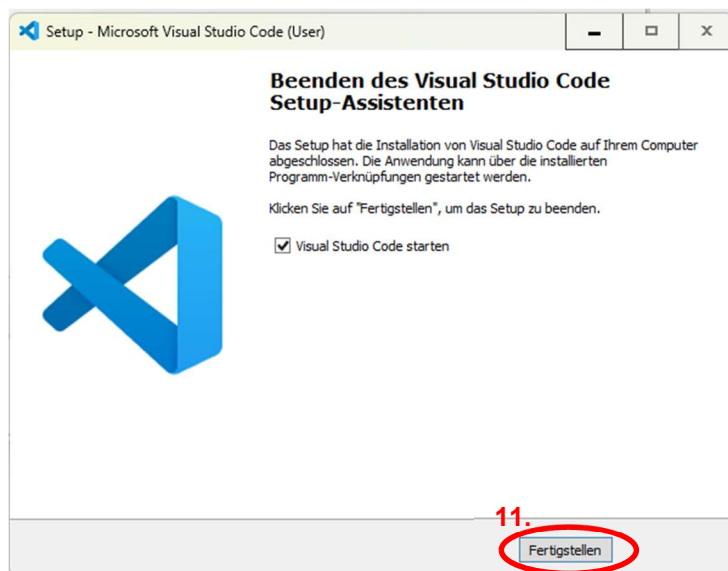 Setup - Microsoft Visual Studio Code (User)
Beenden des Visual Studio Code
Setup-Assistenten
Das Setup hat die Installation von Visual Studio Code auf Ihrem Computer
abgeschlossen. Die Anwendung kann über die installierten
Programm-Verknüpfungen gestartet werden.
Klicken Sie auf "Fertigstellen", um das Setup zu beenden.
Visual Studio Code starten
11.
Fertigstellen